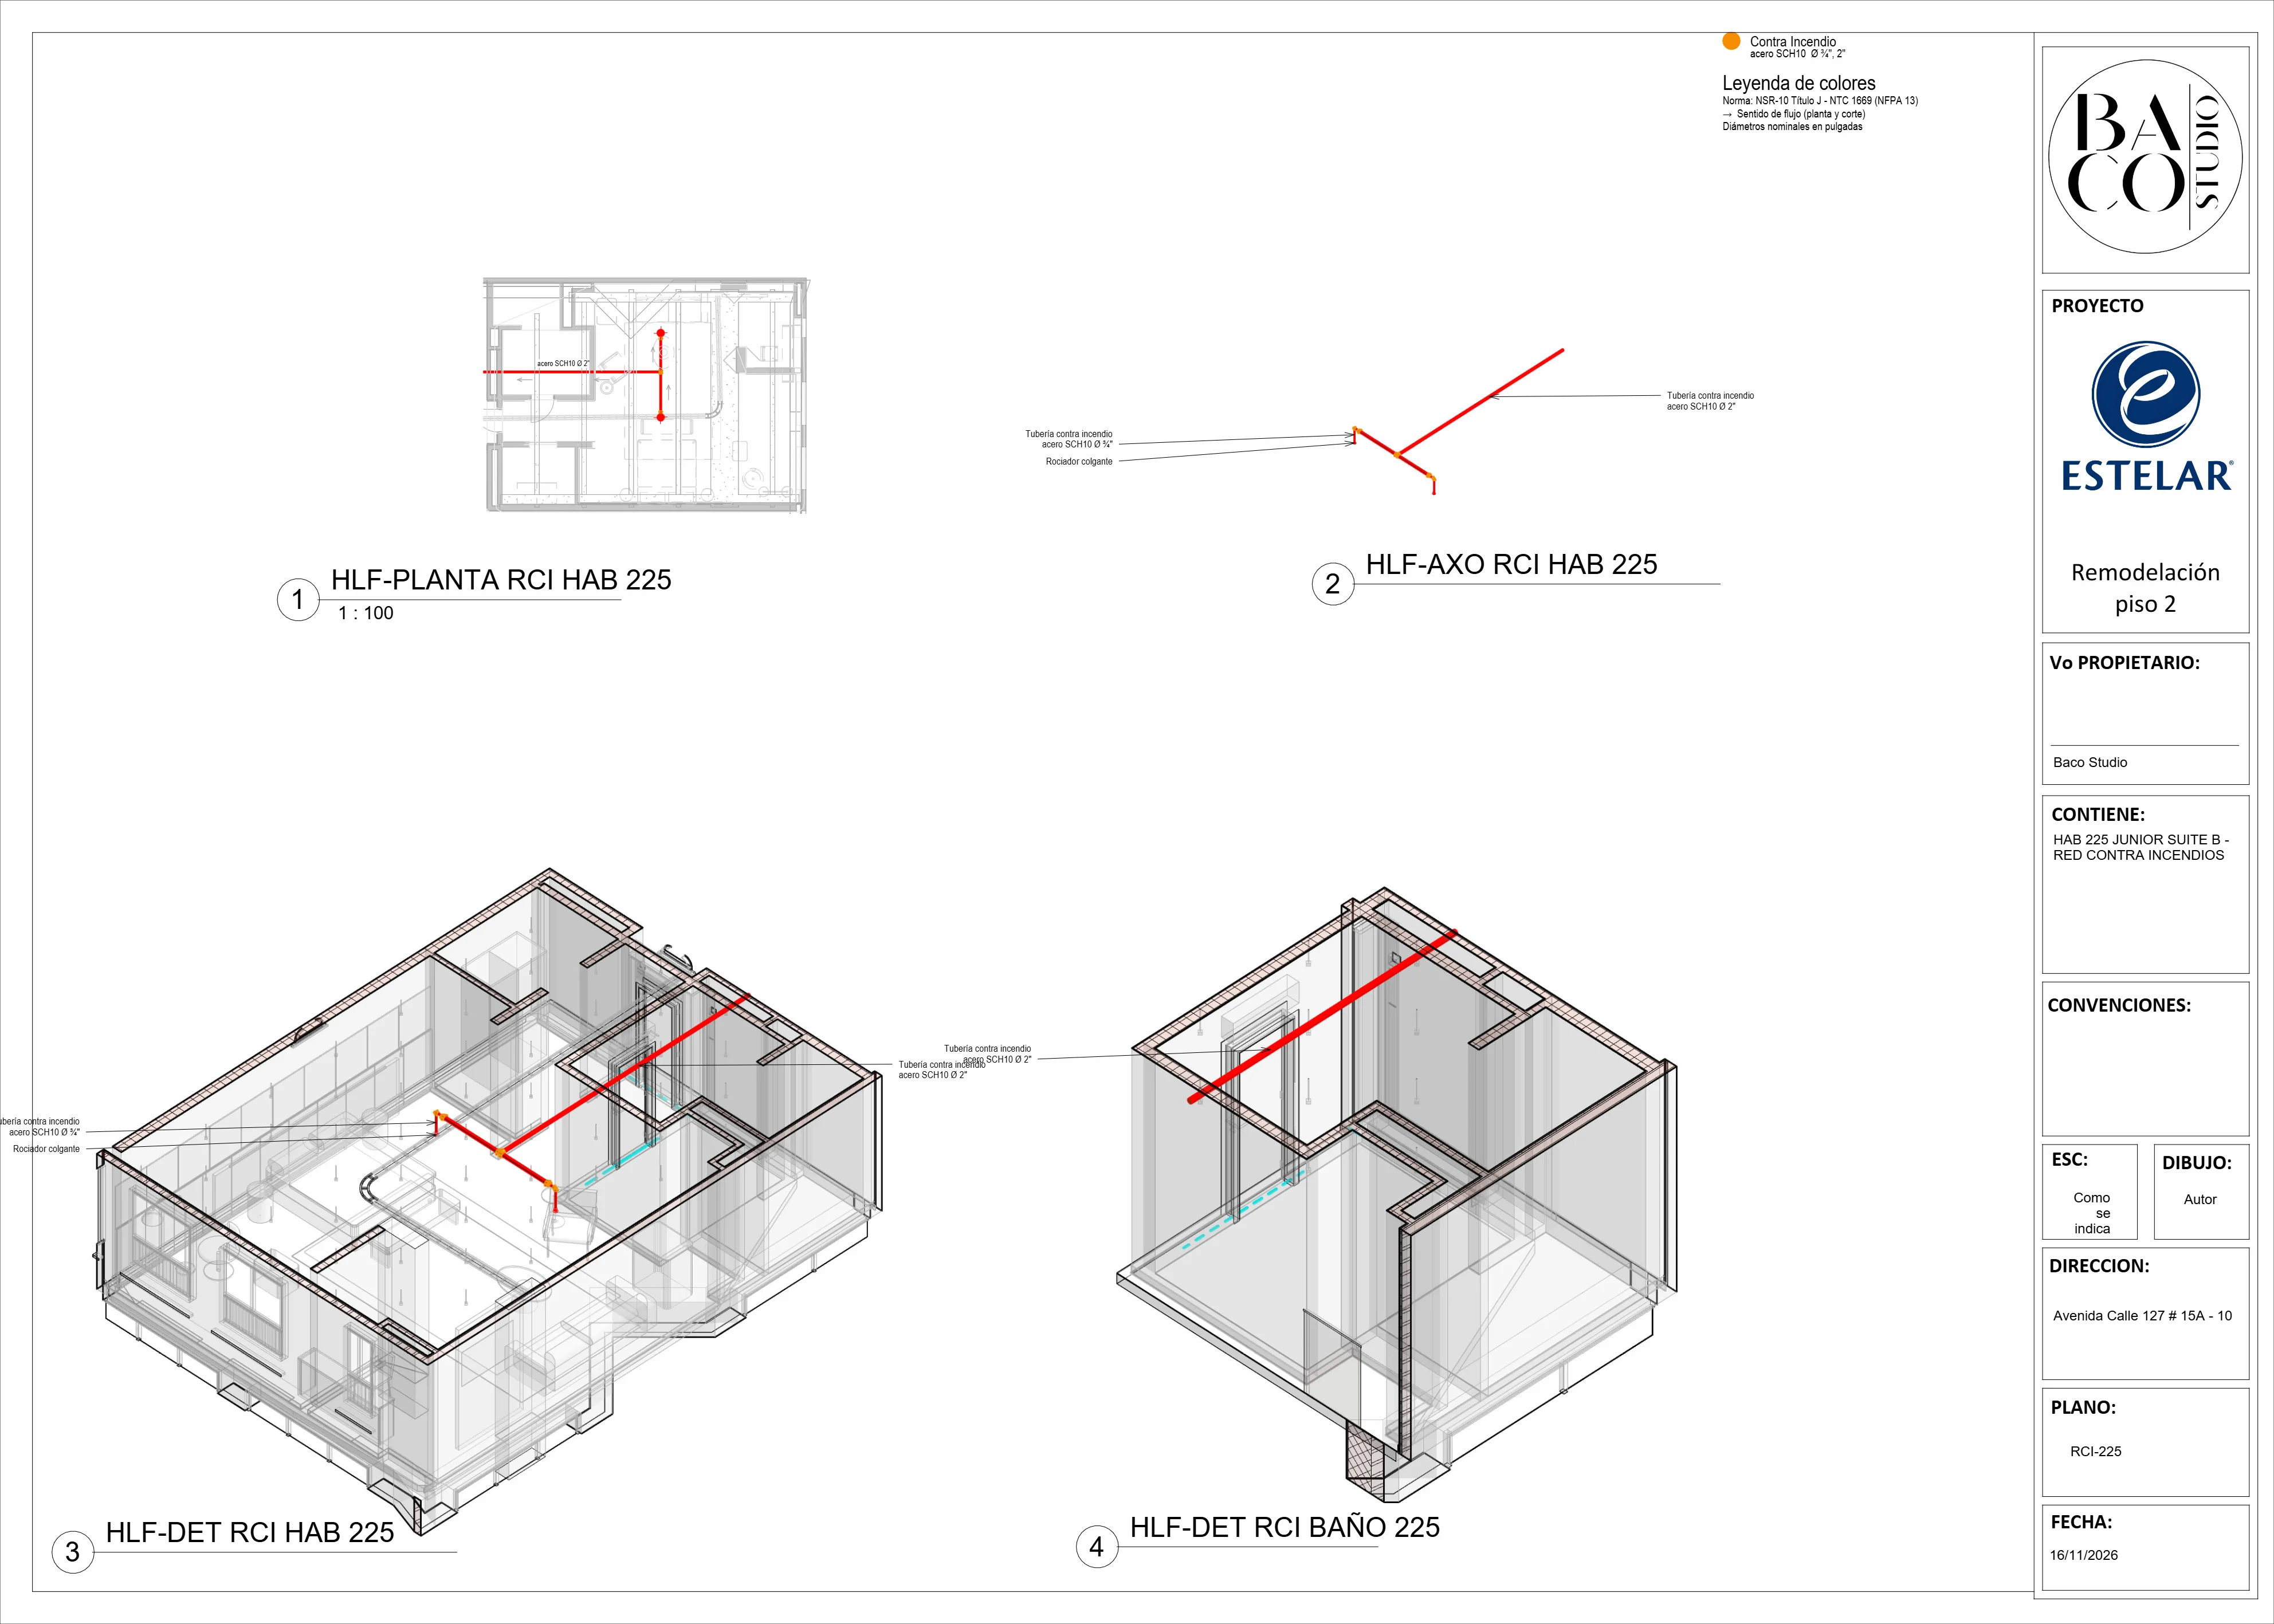 Contra Incendio
acero SCH10 Ø ¾", 2"
Leyenda de colores
Norma: NSR-10 Título J - NTC 1669 (NFPA 13)
→ Sentido de flujo (planta y corte)
Diámetros nominales en pulgadas
acero SCH10 Ø 2"
1
HLF-PLANTA RCI HAB 225
1 : 100
Tubería contra incendio
acero SCH10 Ø ¾"
Rociador colgante
Tubería contra incendio
acero SCH10 Ø 2"
2
HLF-AXO RCI HAB 225
ubería contra incendio
acero SCH10 Ø ¾"
Rociador colgante
Tubería contra incendio
acero SCH10 Ø 2"
3
HLF-DET RCI HAB 225
Tubería contra incendio
acero SCH10 Ø 2"
4
HLF-DET RCI BAÑO 225
BACO
STUDIO
PROYECTO
ESTELAR®
Remodelación
piso 2
Vo PROPIETARIO:
Baco Studio
CONTIENE:
HAB 225 JUNIOR SUITE B -
RED CONTRA INCENDIOS
CONVENCIONES:
ESC:
Como
se
indica
DIBUJO:
Autor
DIRECCION:
Avenida Calle 127 # 15A - 10
PLANO:
RCI-225
FECHA:
16/11/2026